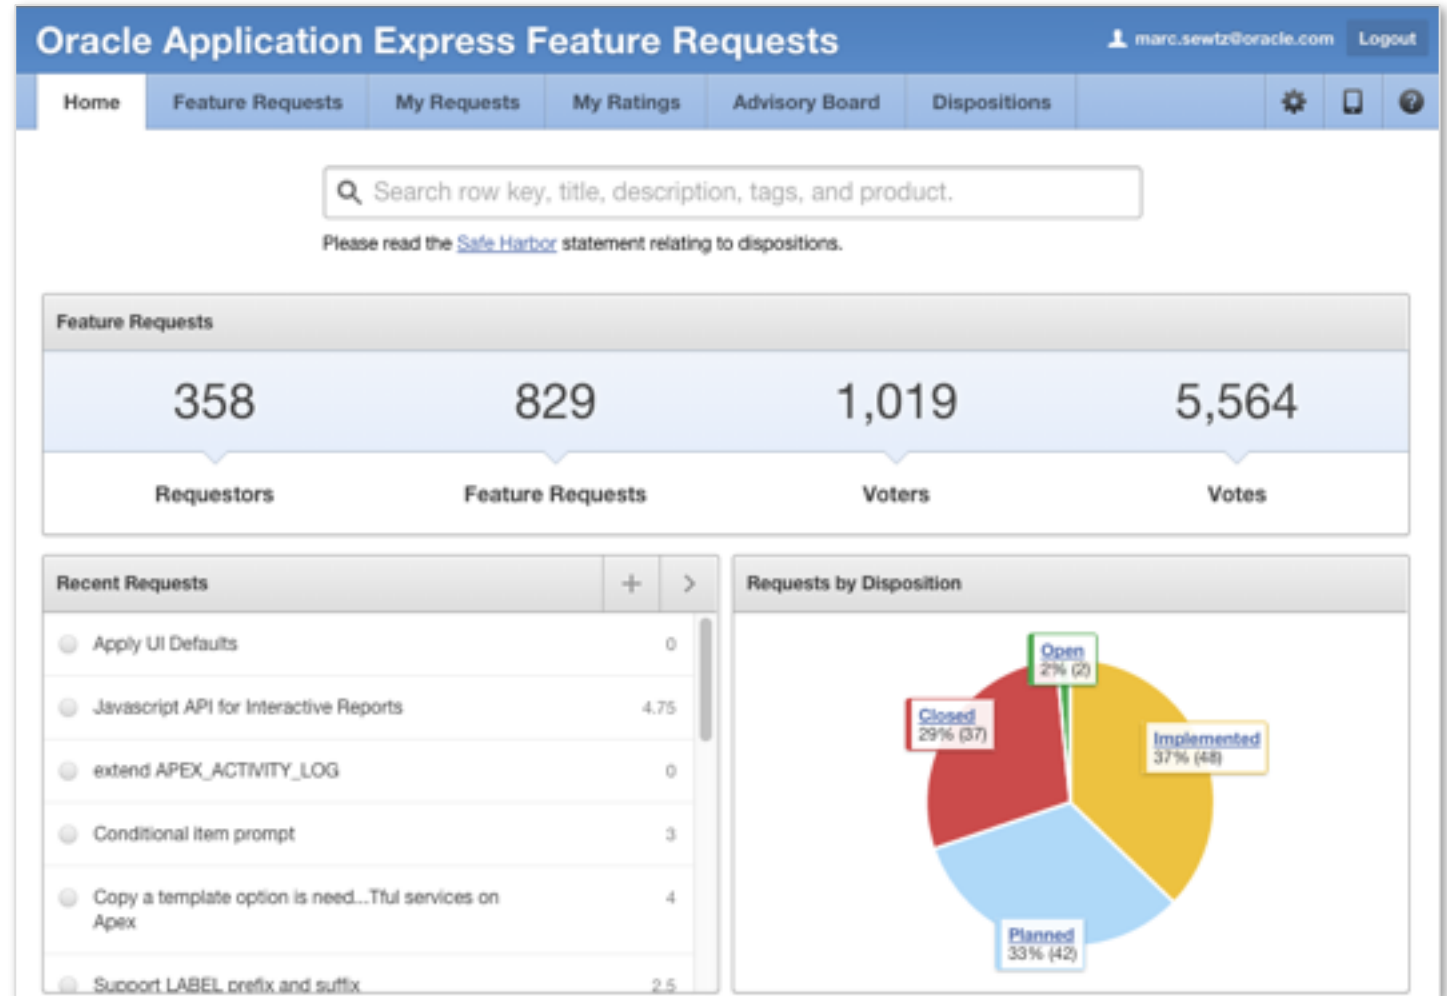 Oracle Application Express Feature Requests
marc.sewtz@oracle.com Logout
Home Feature Requests My Requests My Ratings Advisory Board Dispositions
Search row key, title, description, tags, and product.
Please read the Safe Harbor statement relating to dispositions.
Feature Requests
358 829 1,019 5,564
Requestors Feature Requests Voters Votes
Recent Requests
Apply UI Defaults 0
Javascript API for Interactive Reports 4.75
extend APEX_ACTIVITY_LOG 0
Conditional item prompt 3
Copy a template option is need...Tful services on 4
Apex
Support LABEL prefix and suffix 2.5
Requests by Disposition
Open
2% (2)
Closed
29% (37)
Implemented
37% (48)
Planned
33% (42)